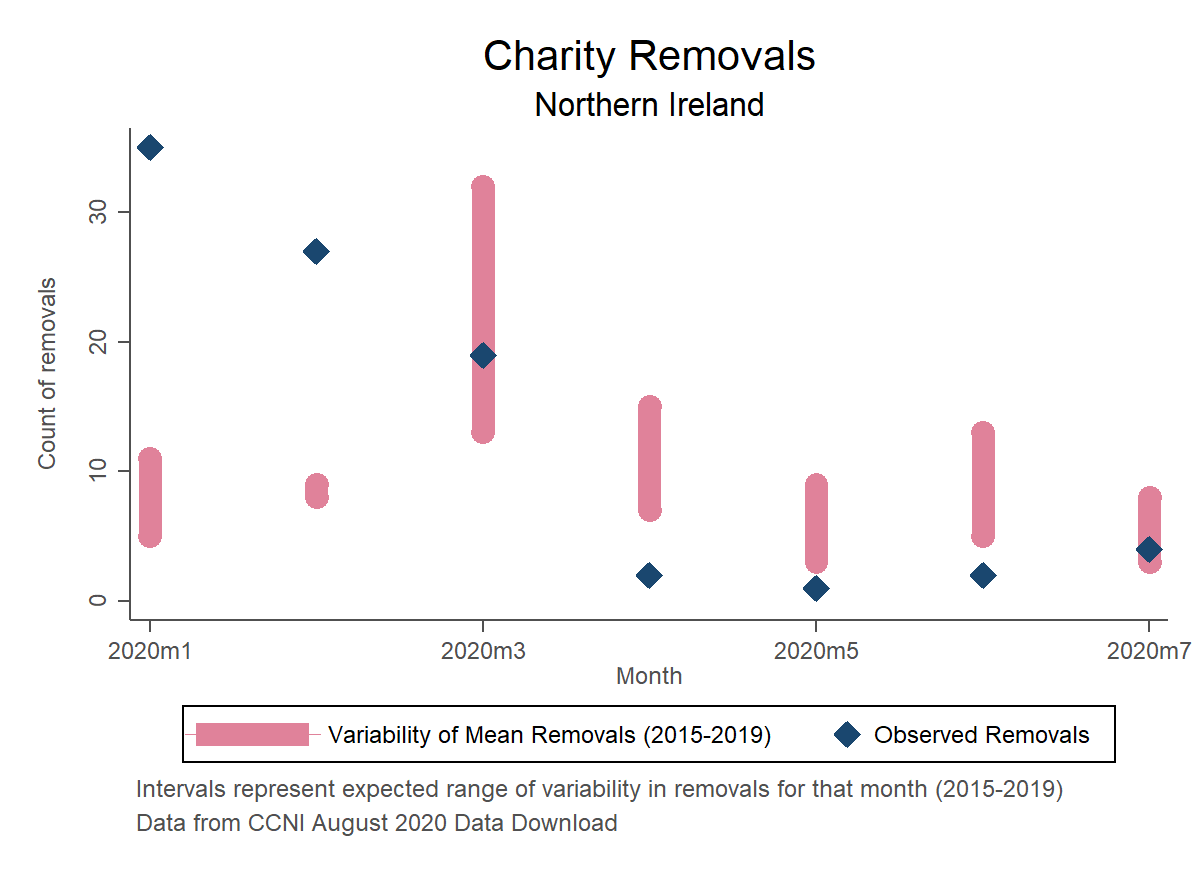 Charity Removals
Northern Ireland
Count of removals
30
20
10
0
2020m1 2020m3 2020m5 2020m7
Month
Variability of Mean Removals (2015-2019) Observed Removals
Intervals represent expected range of variability in removals for that month (2015-2019)
Data from CCNI August 2020 Data Download